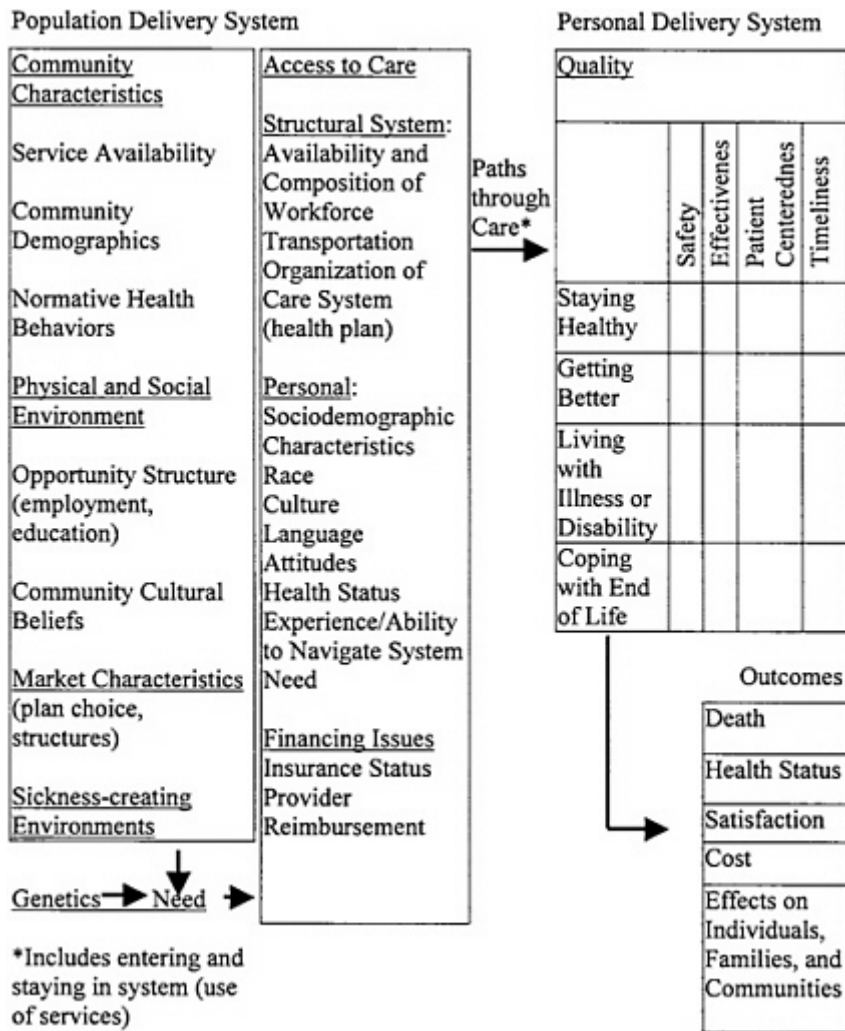 Population Delivery System
Community
Characteristics
Service Availability
Community
Demographics
Normative Health
Behaviors
Physical and Social
Environment
Opportunity Structure
(employment,
education)
Community Cultural
Beliefs
Market Characteristics
(plan choice,
structures)
Sickness-creating
Environments
Genetics
Need
*Includes entering and
staying in system (use
of services)
Access to Care
Structural System:
Availability and
Composition of
Workforce
Transportation
Organization of
Care System
(health plan)
Personal:
Sociodemographic
Characteristics
Race
Culture
Language
Attitudes
Health Status
Experience/Ability
to Navigate System
Need
Financing Issues
Insurance Status
Provider
Reimbursement
Paths
through
Care*
Personal Delivery System
Quality
Safety
Effectivenes
Patient
Centerednes
Timeliness
Staying
Healthy
Getting
Better
Living
with
Illness or
Disability
Coping
with End
of Life
Outcomes
Death
Health Status
Satisfaction
Cost
Effects on
Individuals,
Families, and
Communities